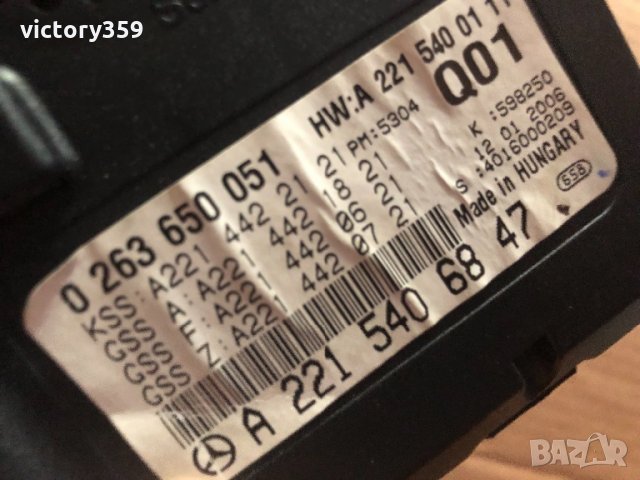 victory359
0 263 650 051
HW:A 221 540 01 11
KSS:A221 442 21 21
PM:5304
Q01
GSS A:A221 442 18 21
K :598250
GSS F:A221 442 06 21
12 01 2006
GSS Z:A221 442 07 21
S :4016000209
Made in HUNGARY
658
A 221 540 68 47
BAZAR